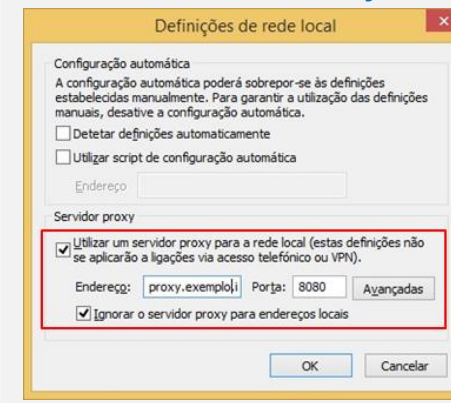 Definições de rede local
Configuração automática
A configuração automática poderá sobrepor-se às definições
estabelecidas manualmente. Para garantir a utilização das definições
manuais, desative a configuração automática.
Detetar definições automaticamente
Utilizar script de configuração automática
Endereço
Servidor proxy
Utilizar um servidor proxy para a rede local (estas definições não
se aplicarão a ligações via acesso telefónico ou VPN).
Endereço: proxy.exemplo.i Porta: 8080 Avançadas
Ignorar o servidor proxy para endereços locais
OK Cancelar